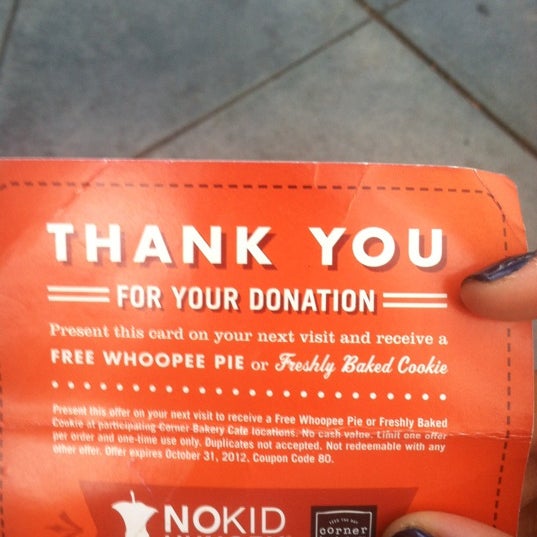 THANK YOU
FOR YOUR DONATION
Present this card on your next visit and receive a
FREE WHOOPEE PIE or Freshly Baked Cookie
Present this offer on your next visit to receive a Free Whoopee Pie or Freshly Baked
Cookie at participating Corner Bakery Cafe locations. No cash value. Limit one offer
per order and one-time use only. Duplicates not accepted. Not redeemable with any
other offer. Offer expires October 31, 2012. Coupon Code 80.
NOKID
corner